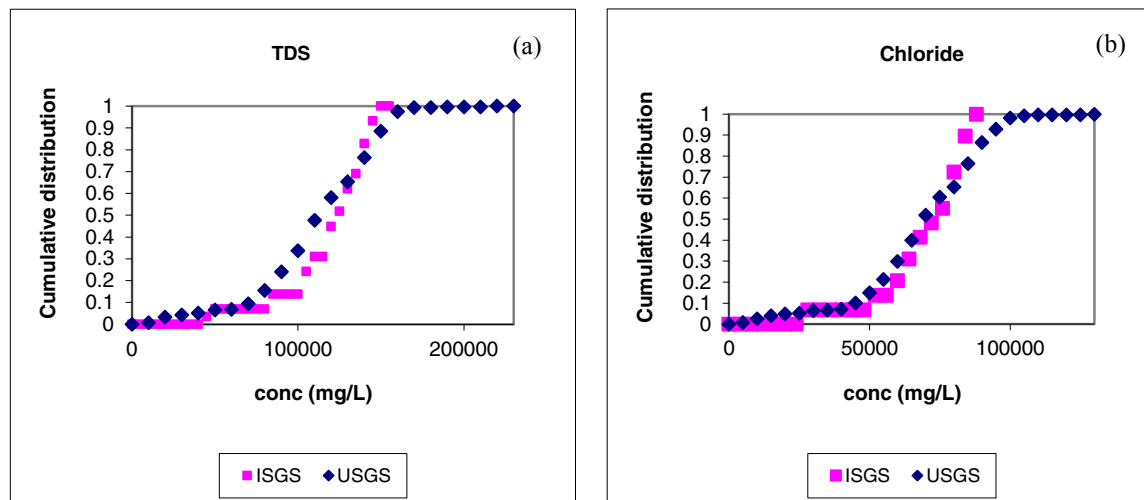 TDS
(a)
Cumulative distribution
1
0.9
0.8
0.7
0.6
0.5
0.4
0.3
0.2
0.1
0
0 100000 200000
conc (mg/L)
ISGS USGS
Chloride
(b)
Cumulative distribution
1
0.9
0.8
0.7
0.6
0.5
0.4
0.3
0.2
0.1
0
0 50000 100000
conc (mg/L)
ISGS USGS